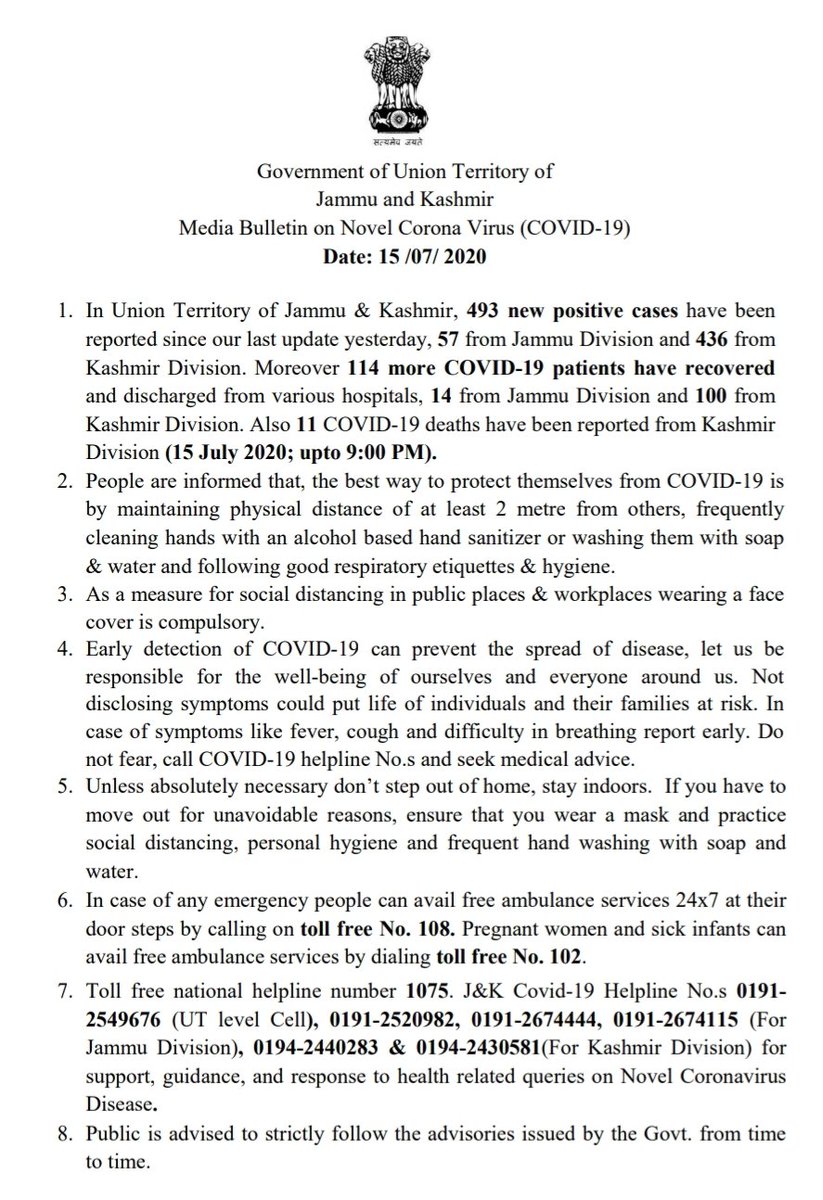 सत्यमेव जयते
Government of Union Territory of
Jammu and Kashmir
Media Bulletin on Novel Corona Virus (COVID-19)
Date: 15 /07/ 2020
1. In Union Territory of Jammu & Kashmir, 493 new positive cases have been
reported since our last update yesterday, 57 from Jammu Division and 436 from
Kashmir Division. Moreover 114 more COVID-19 patients have recovered
and discharged from various hospitals, 14 from Jammu Division and 100 from
Kashmir Division. Also 11 COVID-19 deaths have been reported from Kashmir
Division (15 July 2020; upto 9:00 PM).
2. People are informed that, the best way to protect themselves from COVID-19 is
by maintaining physical distance of at least 2 metre from others, frequently
cleaning hands with an alcohol based hand sanitizer or washing them with soap
& water and following good respiratory etiquettes & hygiene.
3. As a measure for social distancing in public places & workplaces wearing a face
cover is compulsory.
4. Early detection of COVID-19 can prevent the spread of disease, let us be
responsible for the well-being of ourselves and everyone around us. Not
disclosing symptoms could put life of individuals and their families at risk. In
case of symptoms like fever, cough and difficulty in breathing report early. Do
not fear, call COVID-19 helpline No.s and seek medical advice.
5. Unless absolutely necessary don’t step out of home, stay indoors. If you have to
move out for unavoidable reasons, ensure that you wear a mask and practice
social distancing, personal hygiene and frequent hand washing with soap and
water.
6. In case of any emergency people can avail free ambulance services 24x7 at their
door steps by calling on toll free No. 108. Pregnant women and sick infants can
avail free ambulance services by dialing toll free No. 102.
7. Toll free national helpline number 1075. J&K Covid-19 Helpline No.s 0191-
2549676 (UT level Cell), 0191-2520982, 0191-2674444, 0191-2674115 (For
Jammu Division), 0194-2440283 & 0194-2430581(For Kashmir Division) for
support, guidance, and response to health related queries on Novel Coronavirus
Disease.
8. Public is advised to strictly follow the advisories issued by the Govt. from time
to time.